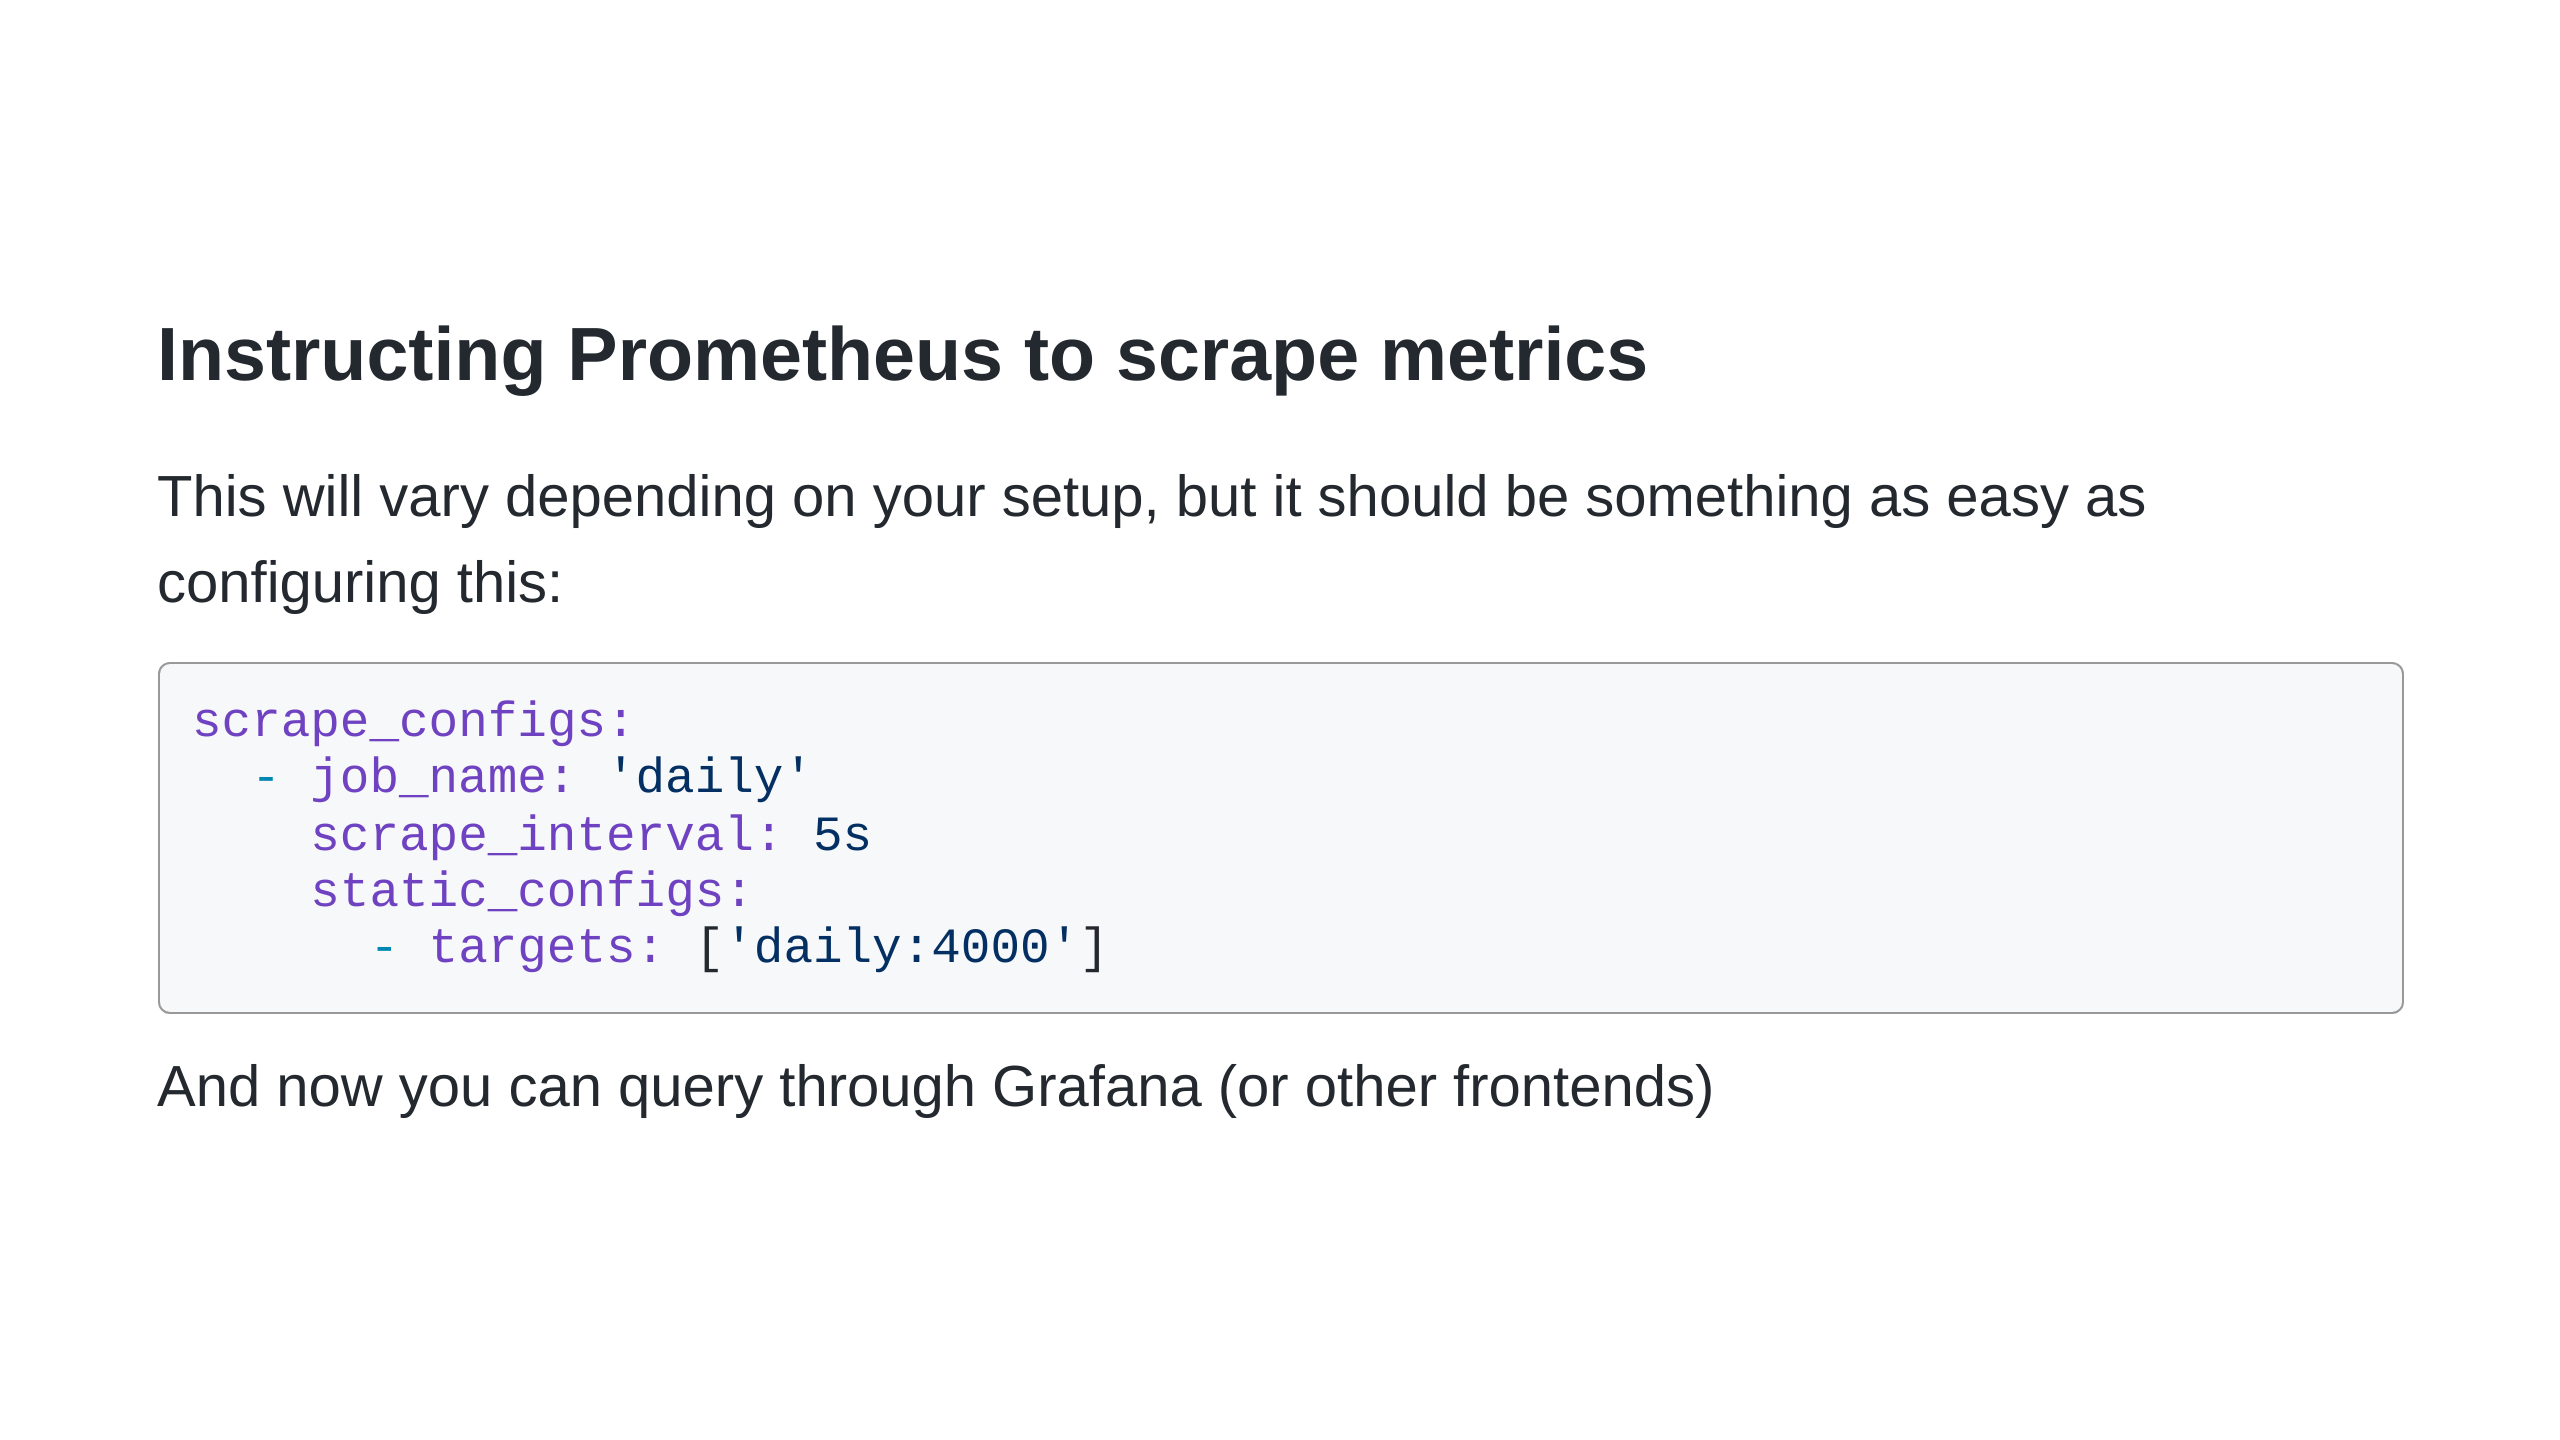 Instructing Prometheus to scrape metrics
This will vary depending on your setup, but it should be something as easy as
configuring this:
scrape_configs:
  - job_name: 'daily'
    scrape_interval: 5s
    static_configs:
      - targets: ['daily:4000']
And now you can query through Grafana (or other frontends)